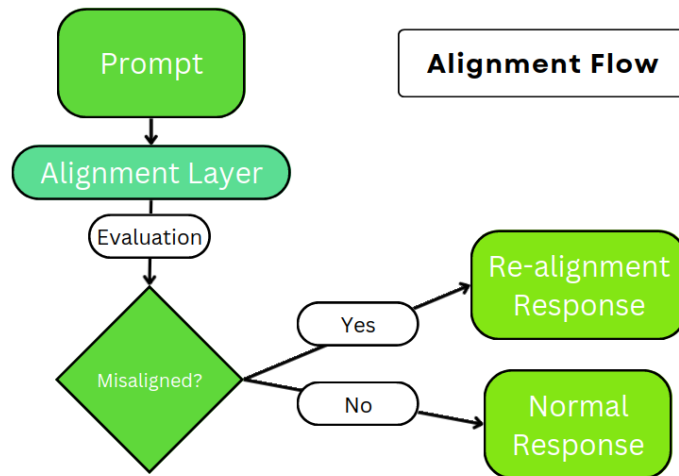 Prompt
Alignment Flow
Alignment Layer
Evaluation
Misaligned?
Yes
Re-alignment
Response
No
Normal
Response